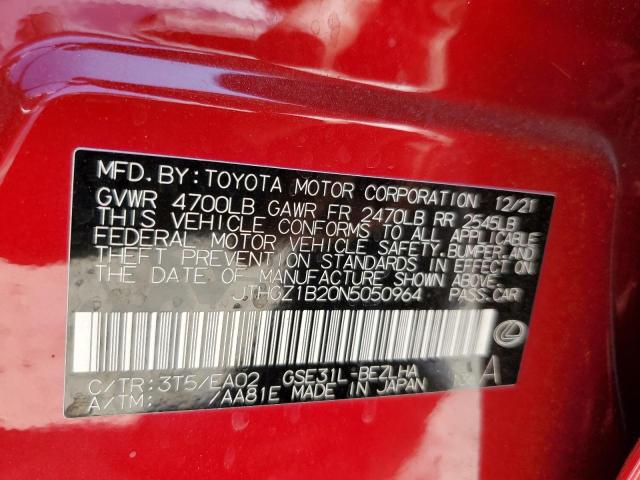 MFD. BY: TOYOTA MOTOR CORPORATION 12/21
GVWR 4700LB GAWR FR 2470LB RR 2545LB
THIS VEHICLE CONFORMS TO ALL APPLICABLE
FEDERAL MOTOR VEHICLE SAFETY, BUMPER, AND
THEFT PREVENTION STANDARDS IN EFFECT ON
THE DATE OF MANUFACTURE SHOWN ABOVE.
JTHGZ1B20N5050964 PASS. CAR
C/TR: 3T5/EA02 GSE31L-BEZLHA
A/TM: /AA81E MADE IN JAPAN A